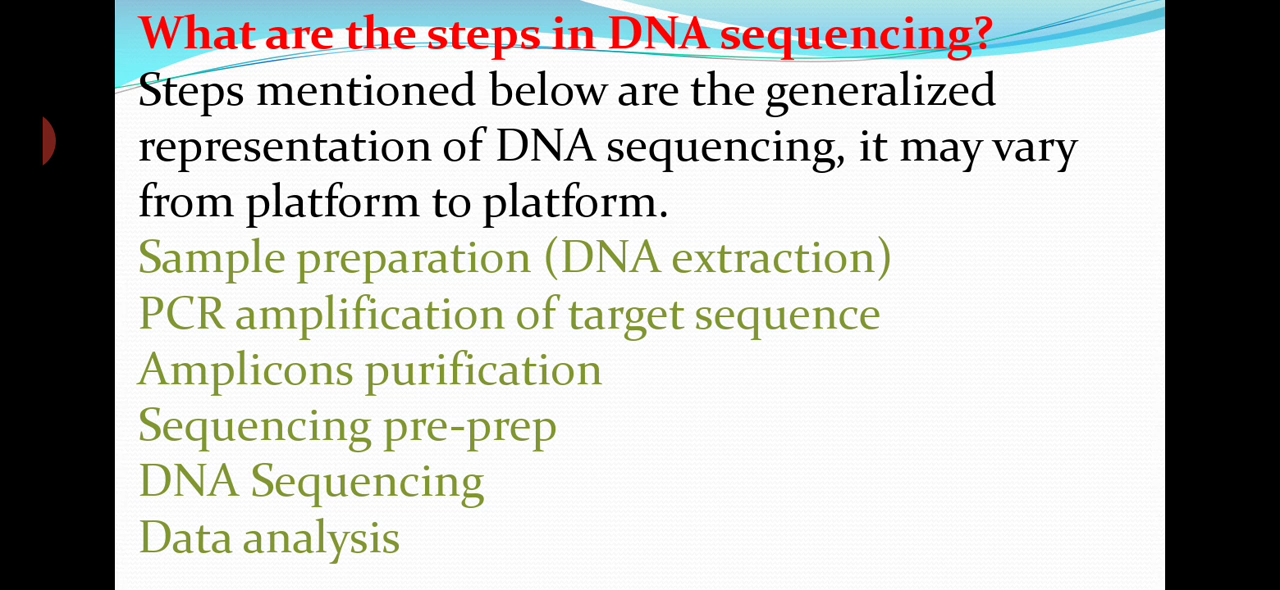 What are the steps in DNA sequencing?
Steps mentioned below are the generalized
representation of DNA sequencing, it may vary
from platform to platform.
Sample preparation (DNA extraction)
PCR amplification of target sequence
Amplicons purification
Sequencing pre-prep
DNA Sequencing
Data analysis